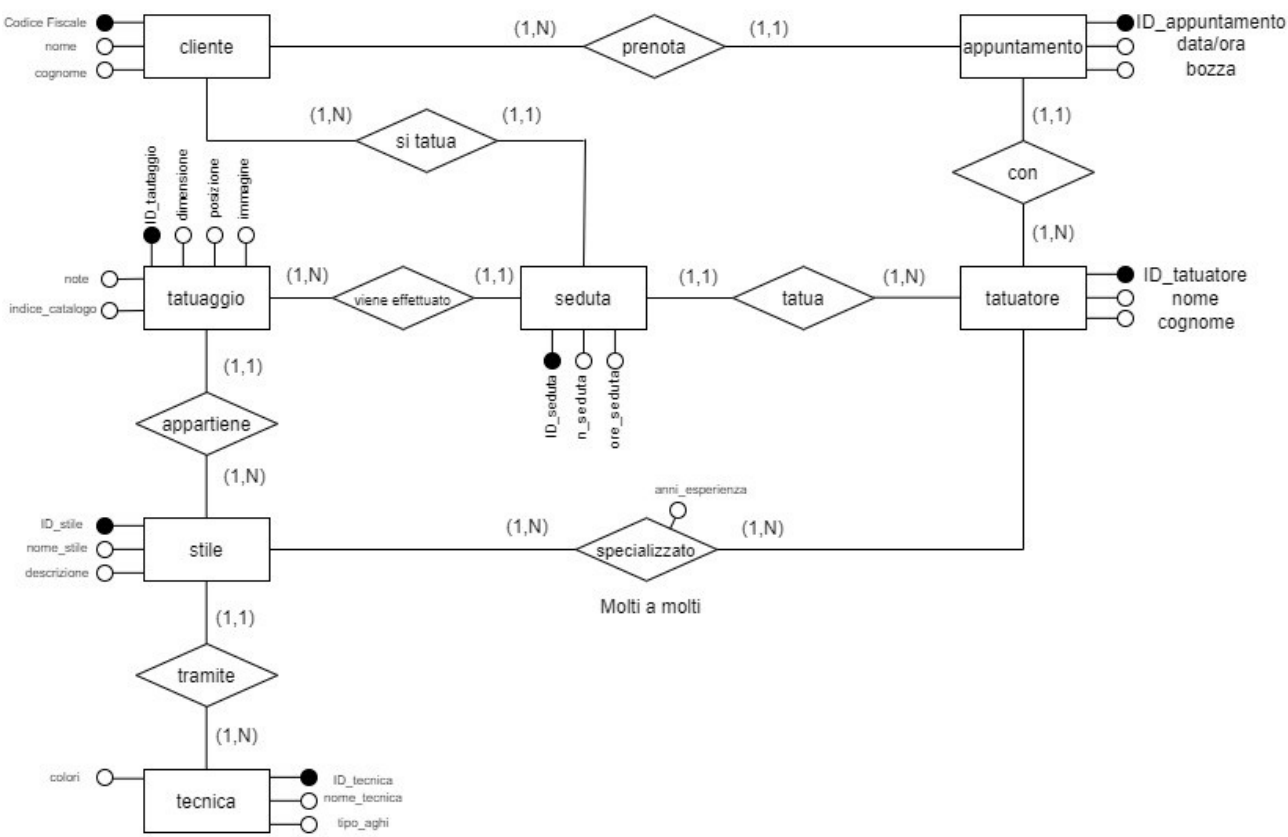 Codice Fiscale
nome
cognome
cliente
(1,N)
prenota
(1,1)
appuntamento
ID_appuntamento
data/ora
bozza
(1,N)
si tatua
(1,1)
(1,1)
con
(1,N)
ID_tautaggio
dimensione
posizione
immagine
note
indice_catalogo
tatuaggio
(1,N)
viene effettuato
(1,1)
seduta
(1,1)
tatua
(1,N)
tatuatore
ID_tatuatore
nome
cognome
ID_seduta
n_seduta
ore_seduta
(1,1)
appartiene
(1,N)
ID_stile
nome_stile
descrizione
stile
(1,N)
anni_esperienza
specializzato
(1,N)
Molti a molti
(1,1)
tramite
(1,N)
colori
tecnica
ID_tecnica
nome_tecnica
tipo_aghi